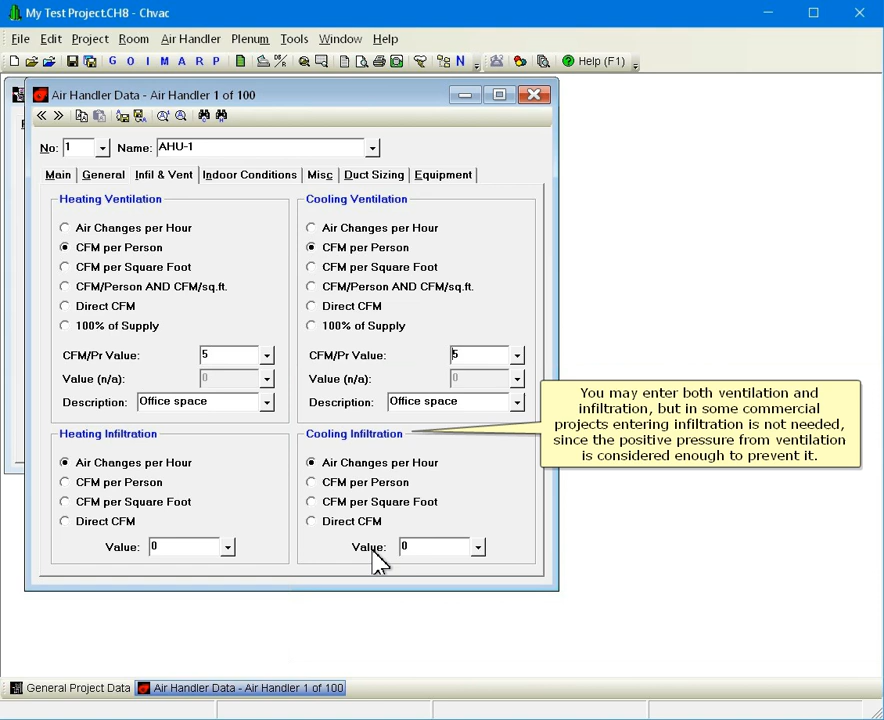 My Test Project.CH8 - Chvac
File Edit Project Room Air Handler Plenum Tools Window Help
G O I M A R P N Help (F1)
Air Handler Data - Air Handler 1 of 100
No: 1 Name: AHU-1
Main General Infil & Vent Indoor Conditions Misc Duct Sizing Equipment
Heating Ventilation
Air Changes per Hour
CFM per Person
CFM per Square Foot
CFM/Person AND CFM/sq.ft.
Direct CFM
100% of Supply
CFM/Pr Value: 5
Value (n/a): 0
Description: Office space
Cooling Ventilation
Air Changes per Hour
CFM per Person
CFM per Square Foot
CFM/Person AND CFM/sq.ft.
Direct CFM
100% of Supply
CFM/Pr Value: 5
Value (n/a): 0
Description: Office space
Heating Infiltration
Air Changes per Hour
CFM per Person
CFM per Square Foot
Direct CFM
Value: 0
Cooling Infiltration
Air Changes per Hour
CFM per Person
CFM per Square Foot
Direct CFM
Value: 0
You may enter both ventilation and
infiltration, but in some commercial
projects entering infiltration is not needed,
since the positive pressure from ventilation
is considered enough to prevent it.
General Project Data Air Handler Data - Air Handler 1 of 100